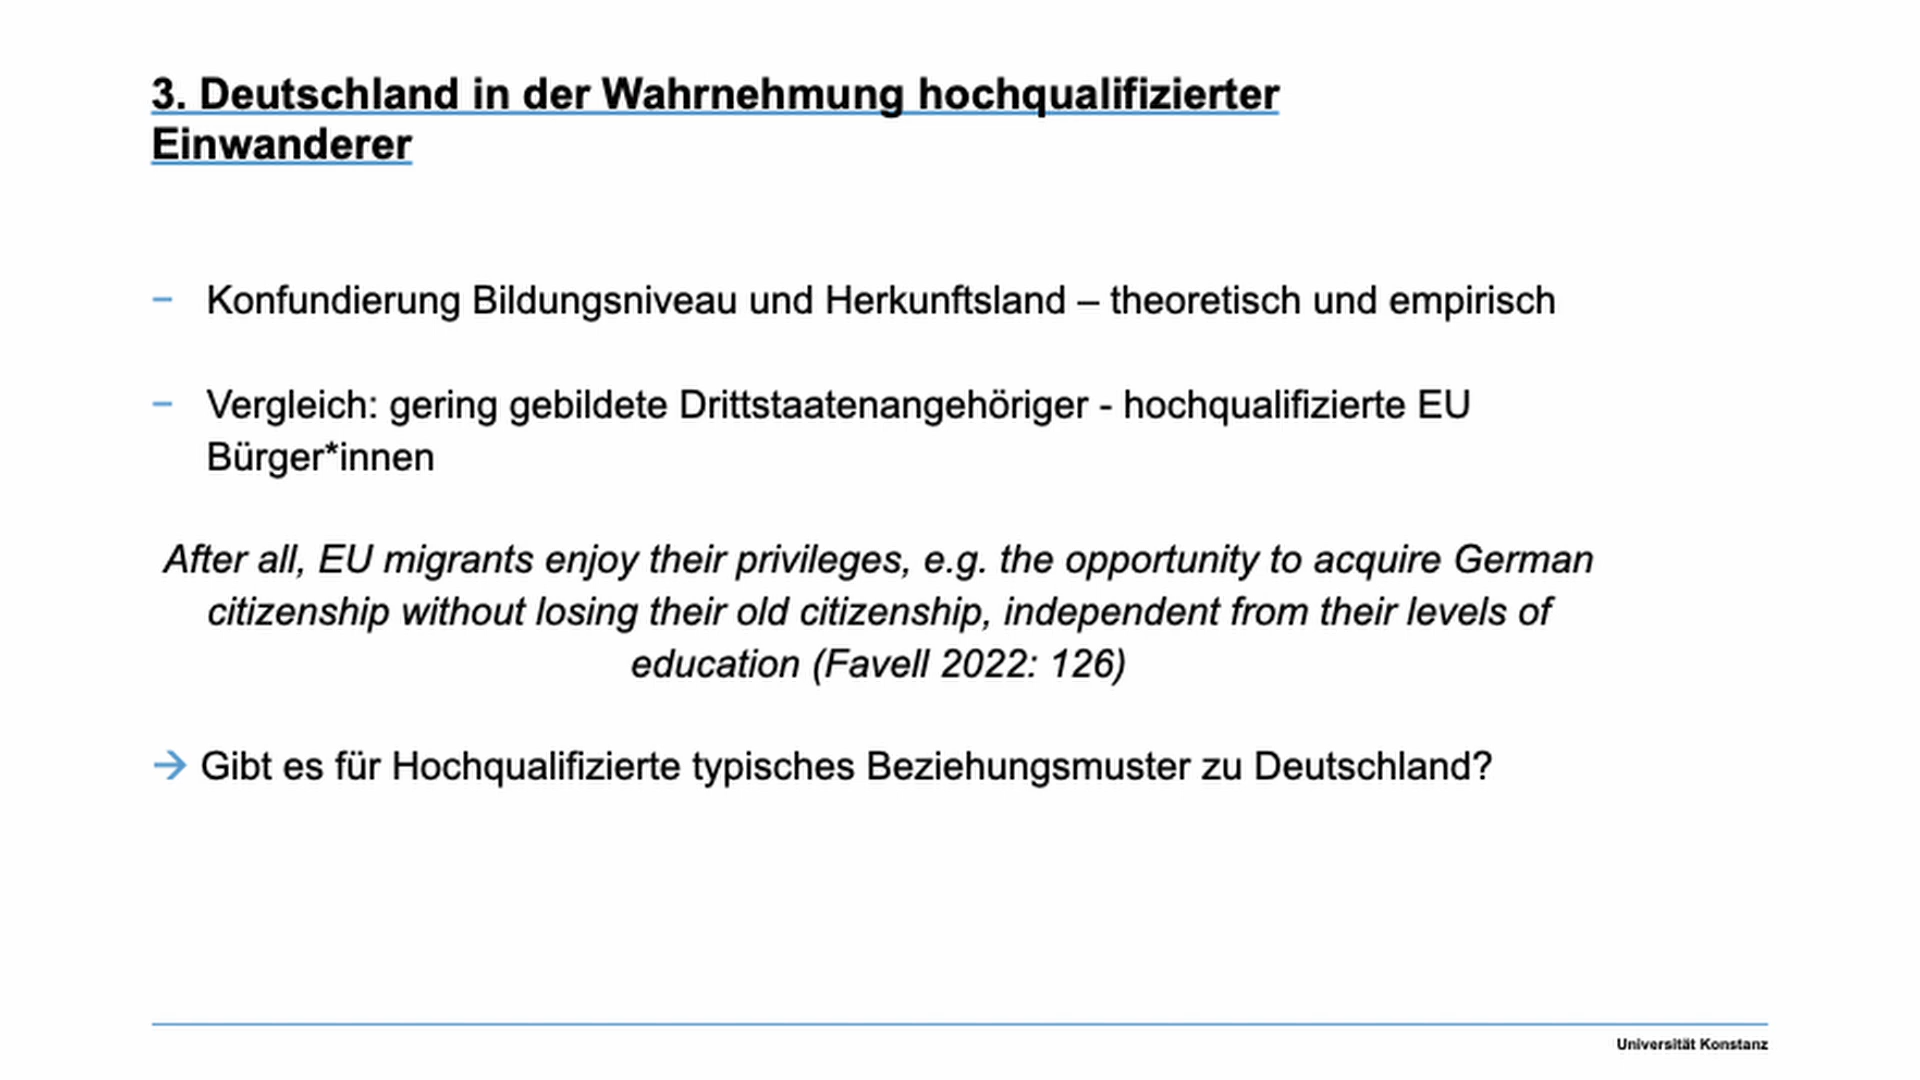 3. Deutschland in der Wahrnehmung hochqualifizierter
Einwanderer
– Konfundierung Bildungsniveau und Herkunftsland – theoretisch und empirisch
– Vergleich: gering gebildete Drittstaatenangehöriger - hochqualifizierte EU
Bürger*innen
After all, EU migrants enjoy their privileges, e.g. the opportunity to acquire German
citizenship without losing their old citizenship, independent from their levels of
education (Favell 2022: 126)
→ Gibt es für Hochqualifizierte typisches Beziehungsmuster zu Deutschland?
Universität Konstanz